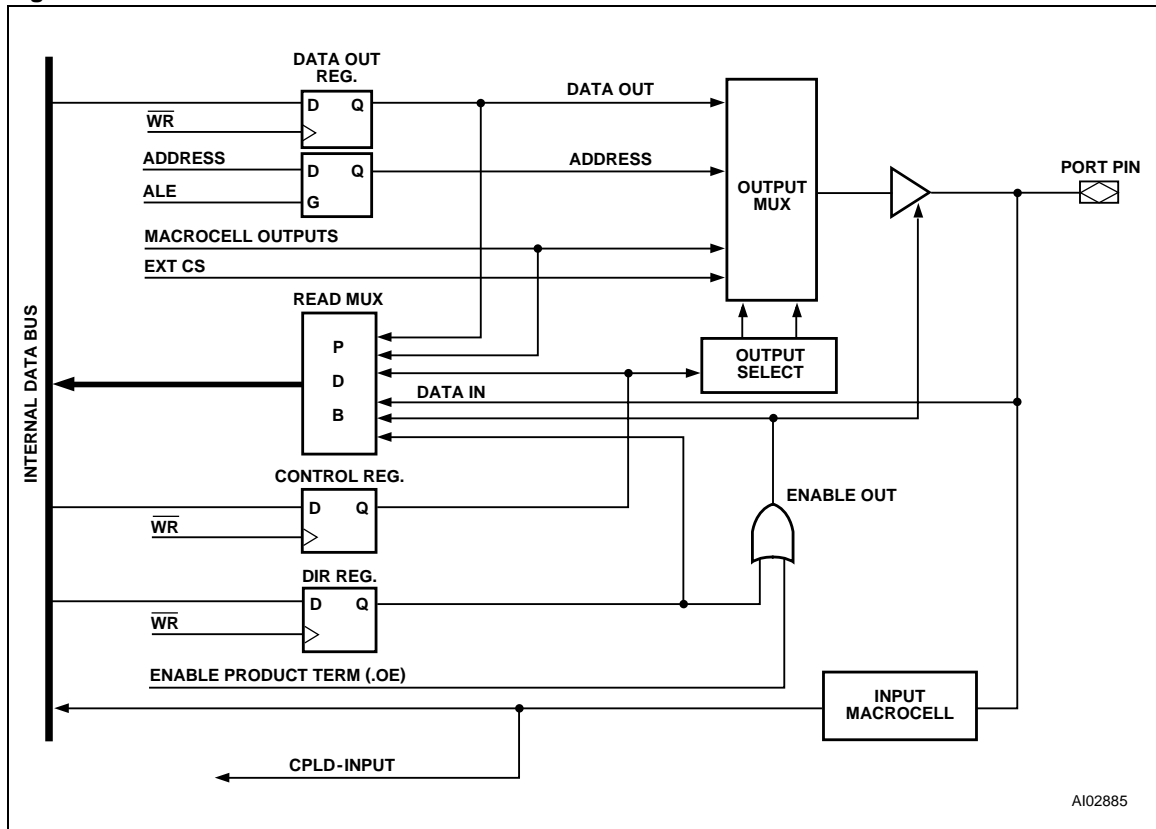 DATA OUT
REG.
D Q
DATA OUT
WR
ADDRESS
D Q
ADDRESS
ALE
G
OUTPUT
MUX
PORT PIN
MACROCELL OUTPUTS
EXT CS
READ MUX
P
D
B
OUTPUT
SELECT
DATA IN
INTERNAL DATA BUS
CONTROL REG.
D Q
WR
ENABLE OUT
DIR REG.
D Q
WR
ENABLE PRODUCT TERM (.OE)
INPUT
MACROCELL
CPLD-INPUT
AI02885